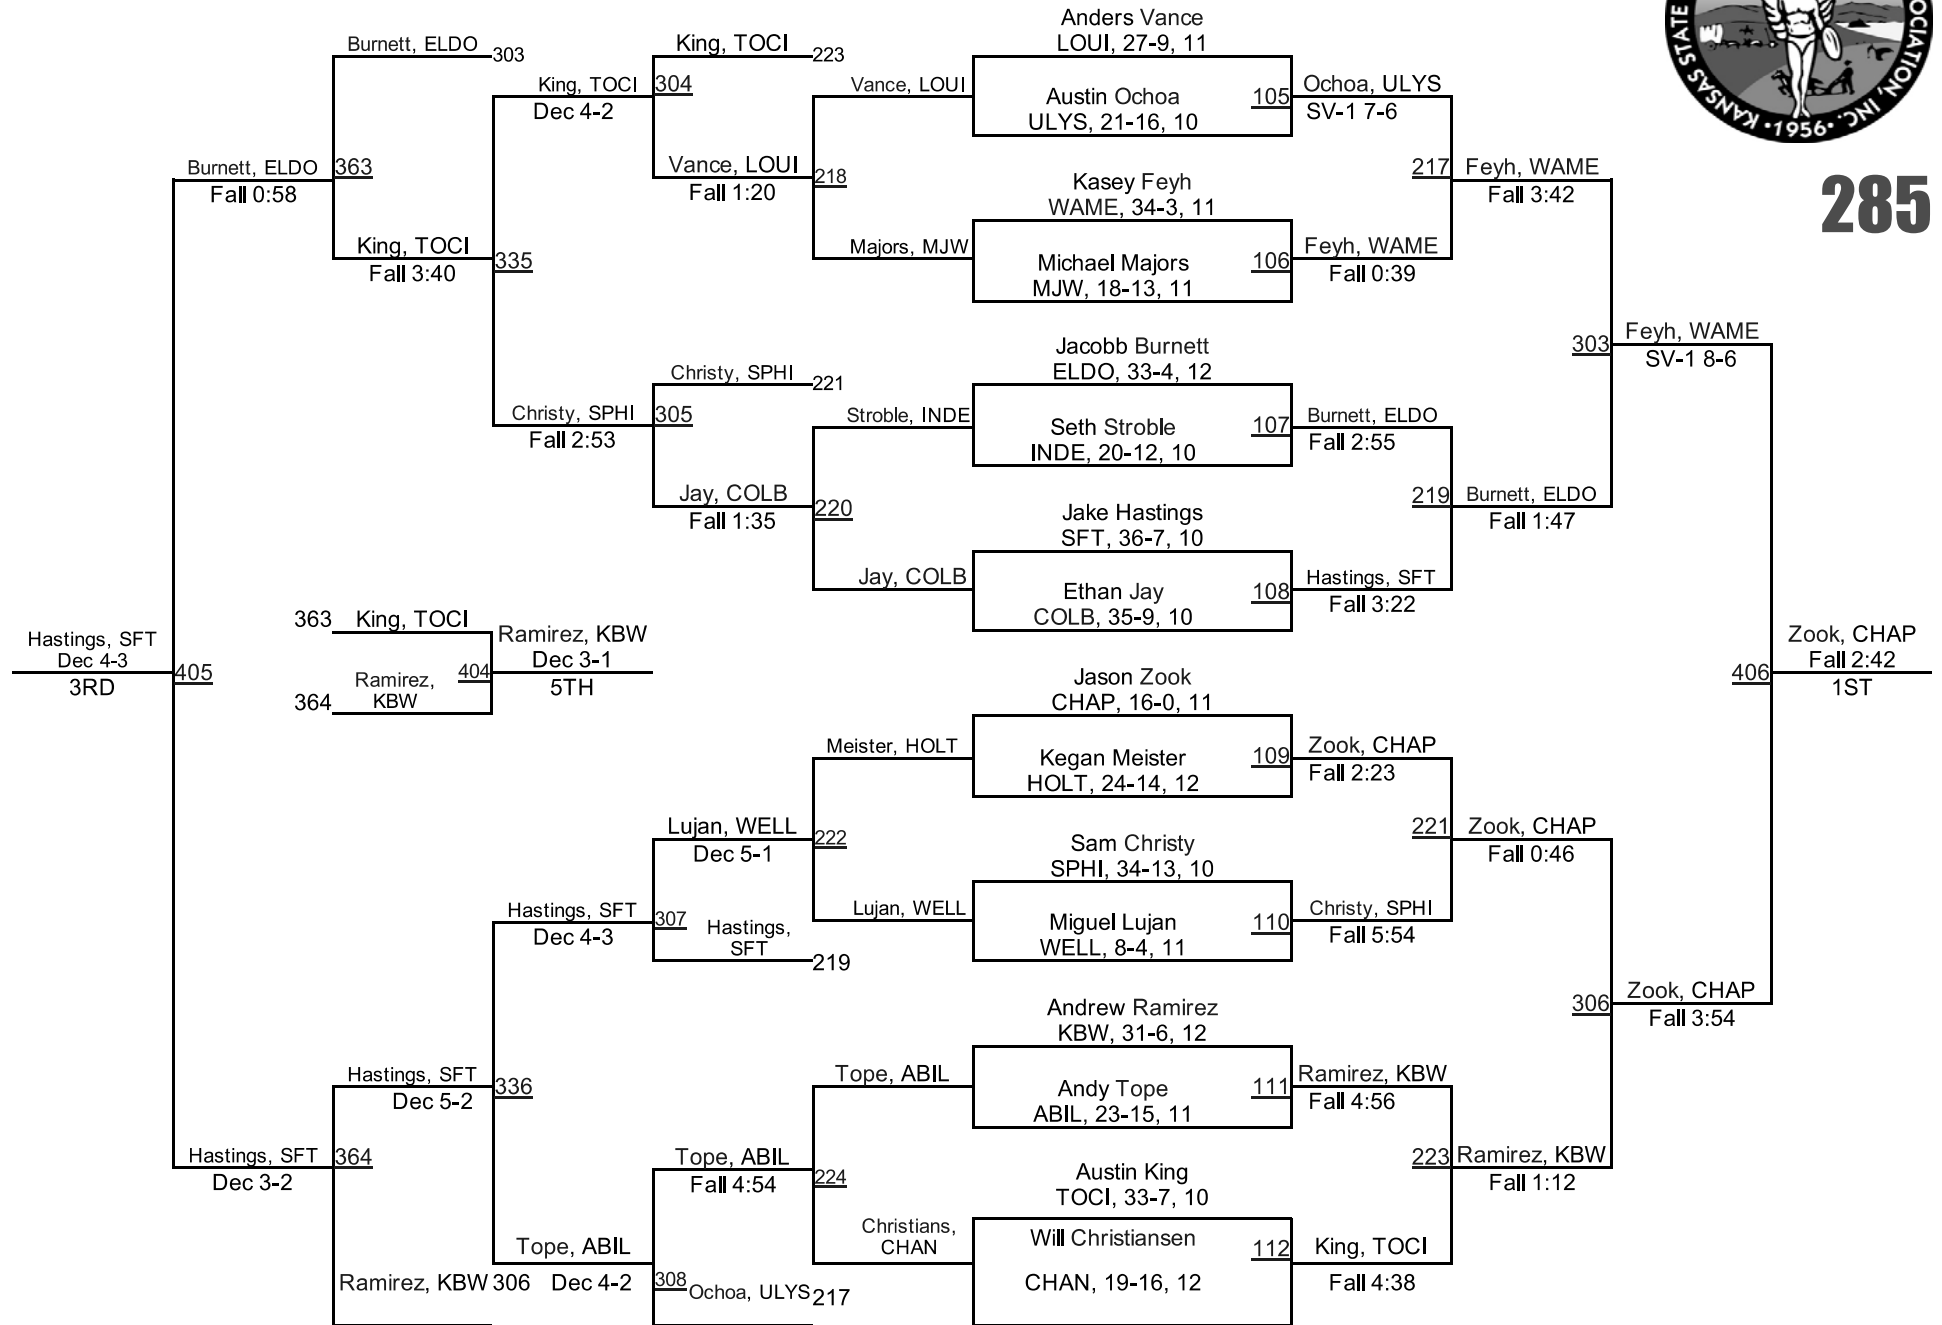 KANSAS STATE
OCIATION, INC.
•1956•
285
Burnett, ELDO
303
King, TOCI
Dec 4-2
304
King, TOCI
223
Vance, LOUI
Fall 1:20
218
Vance, LOUI
Majors, MJW
Burnett, ELDO
Fall 0:58
363
King, TOCI
Fall 3:40
335
Christy, SPHI
Fall 2:53
305
Christy, SPHI
221
Jay, COLB
Fall 1:35
220
Stroble, INDE
Jay, COLB
Hastings, SFT
Dec 4-3
3RD
405
363
King, TOCI
364
Ramirez,
KBW
404
Ramirez, KBW
Dec 3-1
5TH
Meister, HOLT
Lujan, WELL
Dec 5-1
222
Lujan, WELL
Hastings, SFT
Dec 4-3
307
Hastings,
SFT
219
Hastings, SFT
Dec 5-2
336
Hastings, SFT
Dec 3-2
364
Ramirez, KBW
306
Tope, ABIL
Dec 4-2
308
Ochoa, ULYS
217
Tope, ABIL
Fall 4:54
224
Tope, ABIL
Christians,
CHAN
Anders Vance
LOUI, 27-9, 11
Austin Ochoa
ULYS, 21-16, 10
105
Ochoa, ULYS
SV-1 7-6
Kasey Feyh
WAME, 34-3, 11
Michael Majors
MJW, 18-13, 11
106
Feyh, WAME
Fall 0:39
217
Feyh, WAME
Fall 3:42
Jacobb Burnett
ELDO, 33-4, 12
Seth Stroble
INDE, 20-12, 10
107
Burnett, ELDO
Fall 2:55
Jake Hastings
SFT, 36-7, 10
Ethan Jay
COLB, 35-9, 10
108
Hastings, SFT
Fall 3:22
219
Burnett, ELDO
Fall 1:47
303
Feyh, WAME
SV-1 8-6
Jason Zook
CHAP, 16-0, 11
Kegan Meister
HOLT, 24-14, 12
109
Zook, CHAP
Fall 2:23
Sam Christy
SPHI, 34-13, 10
Miguel Lujan
WELL, 8-4, 11
110
Christy, SPHI
Fall 5:54
221
Zook, CHAP
Fall 0:46
Andrew Ramirez
KBW, 31-6, 12
Andy Tope
ABIL, 23-15, 11
111
Ramirez, KBW
Fall 4:56
Austin King
TOCI, 33-7, 10
Will Christiansen
CHAN, 19-16, 12
112
King, TOCI
Fall 4:38
223
Ramirez, KBW
Fall 1:12
306
Zook, CHAP
Fall 3:54
406
Zook, CHAP
Fall 2:42
1ST